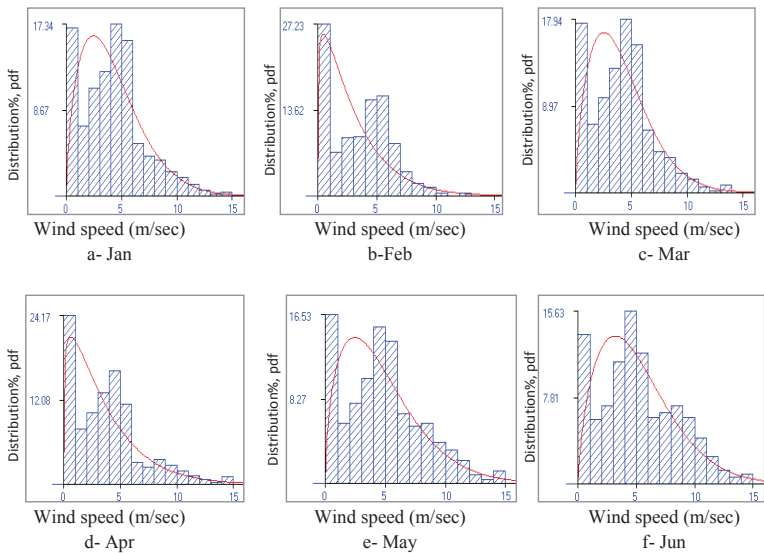 17.34
8.67
Distribution%, pdf
0 5 10 15
Wind speed (m/sec)
a- Jan
27.23
13.62
Distribution%, pdf
0 5 10 15
Wind speed (m/sec)
b-Feb
17.94
8.97
Distribution%, pdf
0 5 10 15
Wind speed (m/sec)
c- Mar
24.17
12.08
Distribution%, pdf
0 5 10 15
Wind speed (m/sec)
d- Apr
16.53
8.27
Distribution%, pdf
0 5 10 15
Wind speed (m/sec)
e- May
15.63
7.81
Distribution%, pdf
0 5 10 15
Wind speed (m/sec)
f- Jun